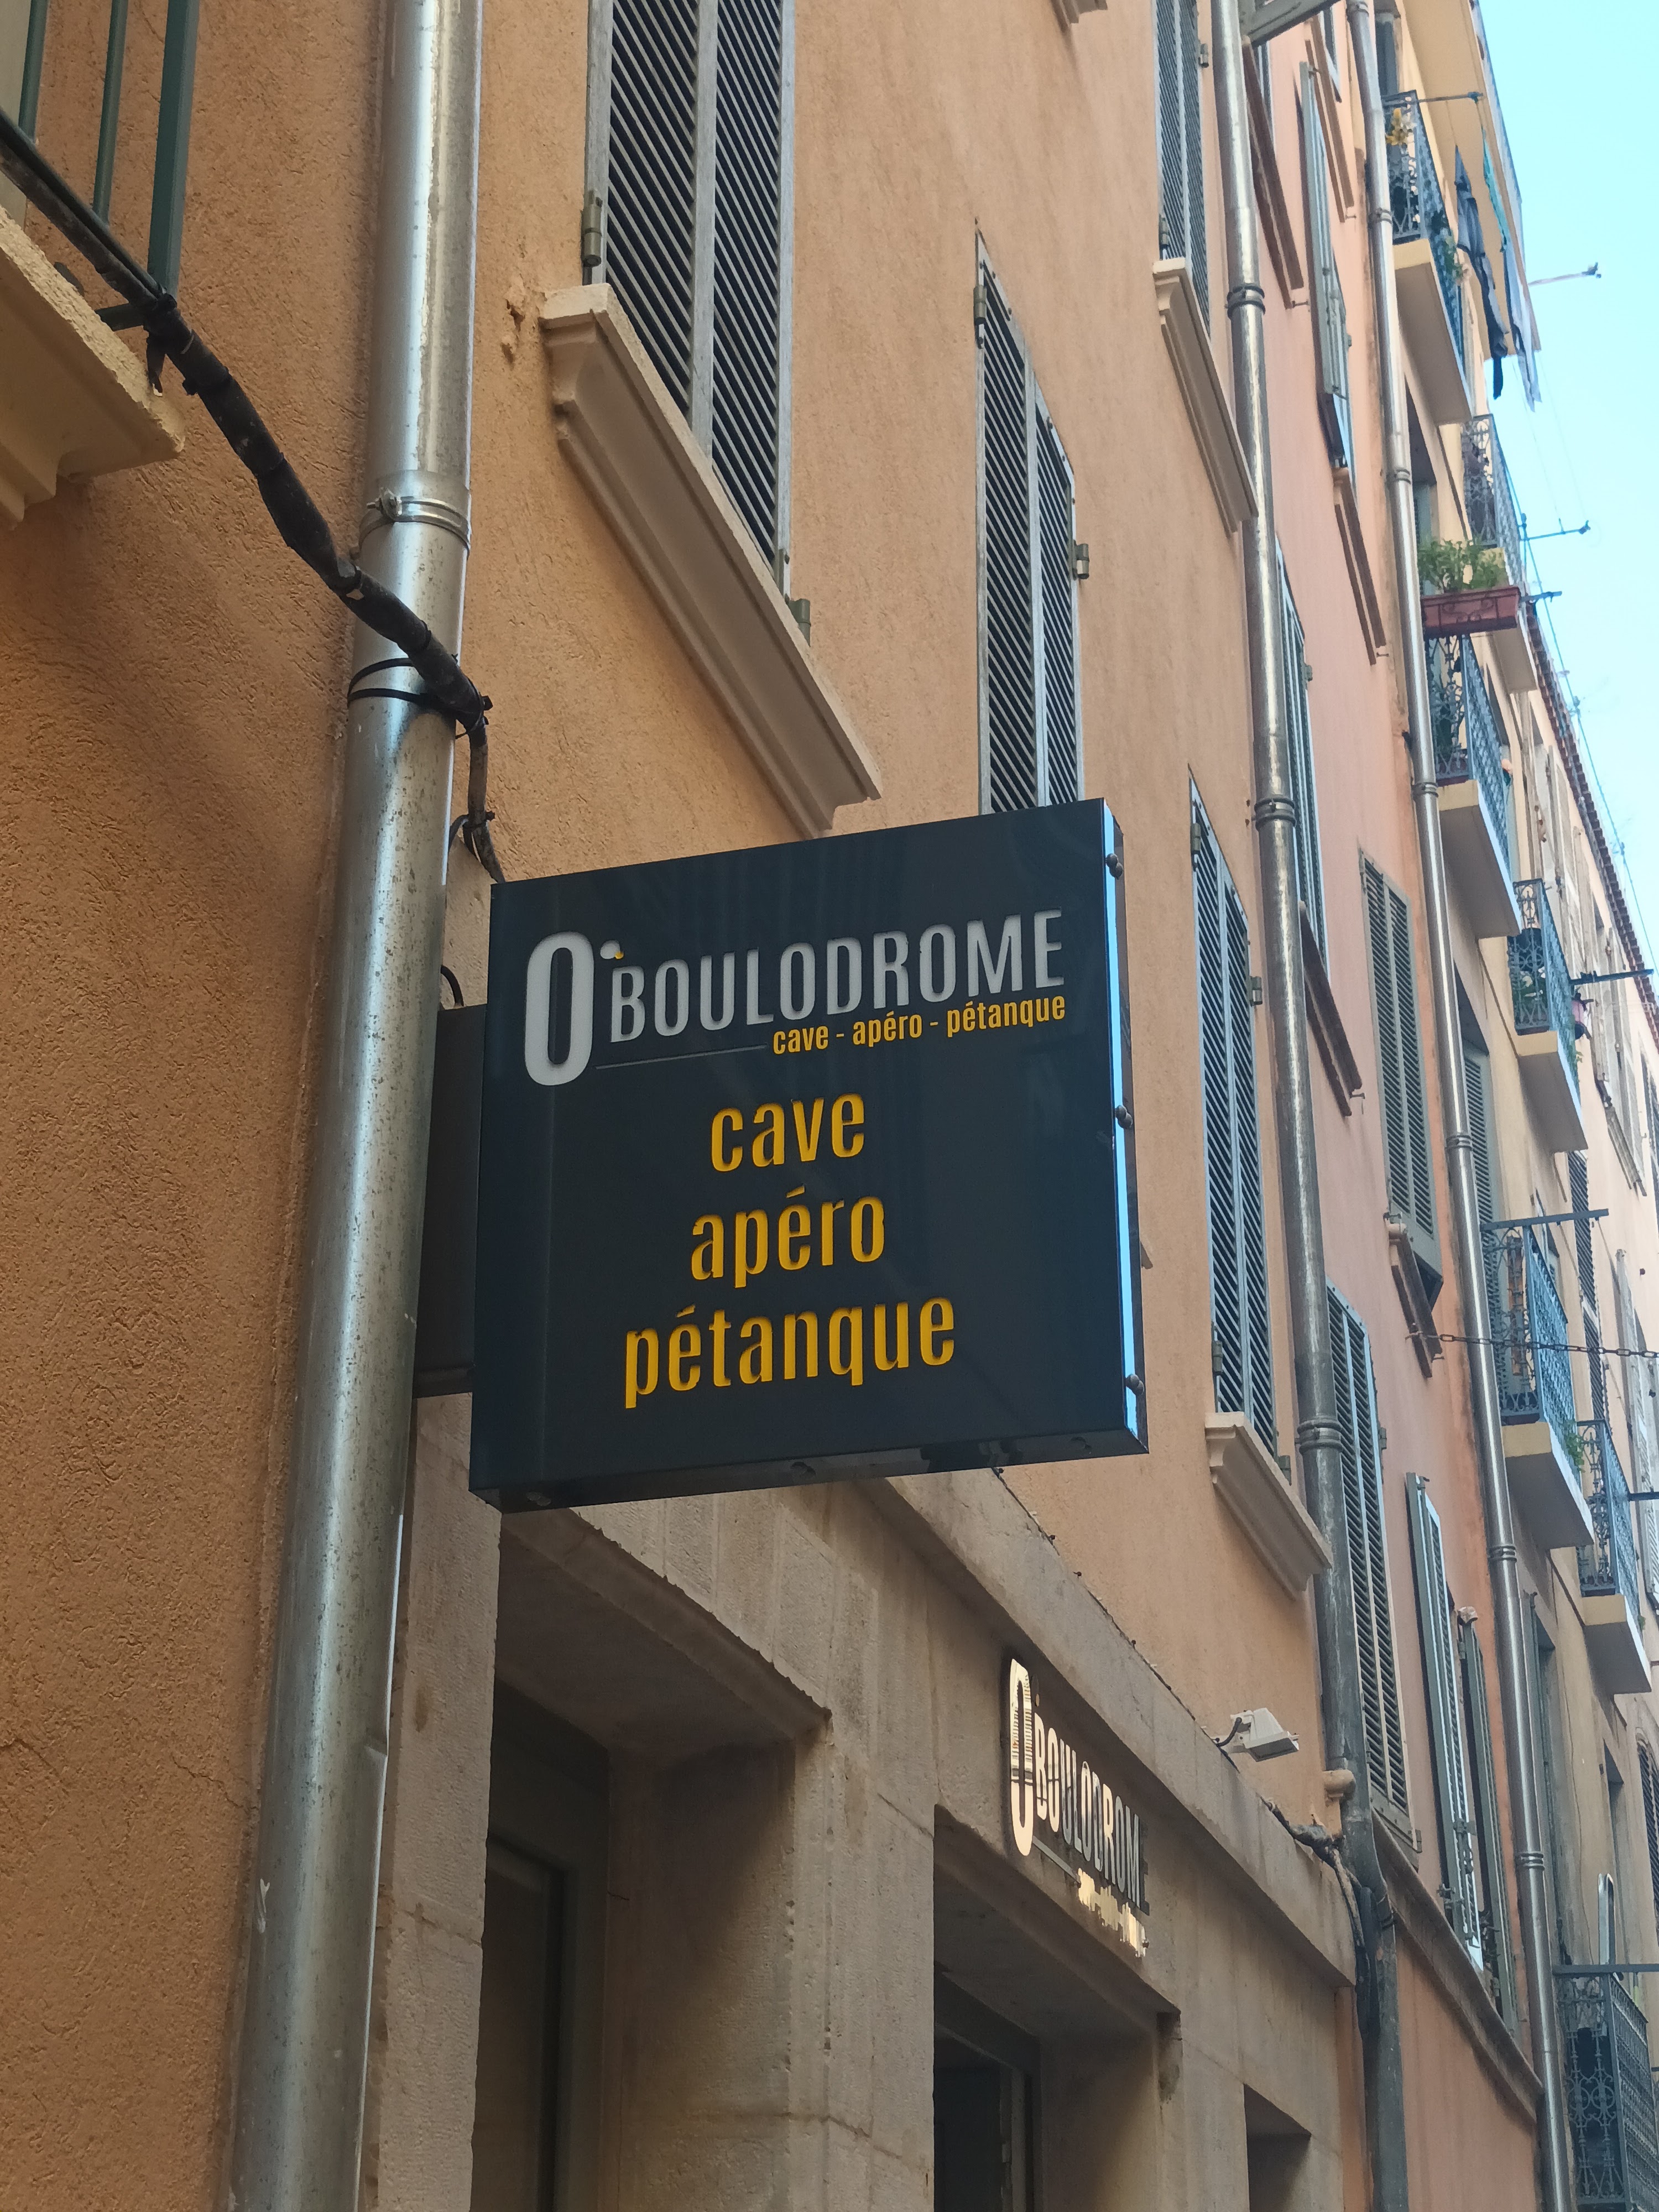 O'BOULODROME
cave - apéro - pétanque
cave
apéro
pétanque
O'BOULODROME